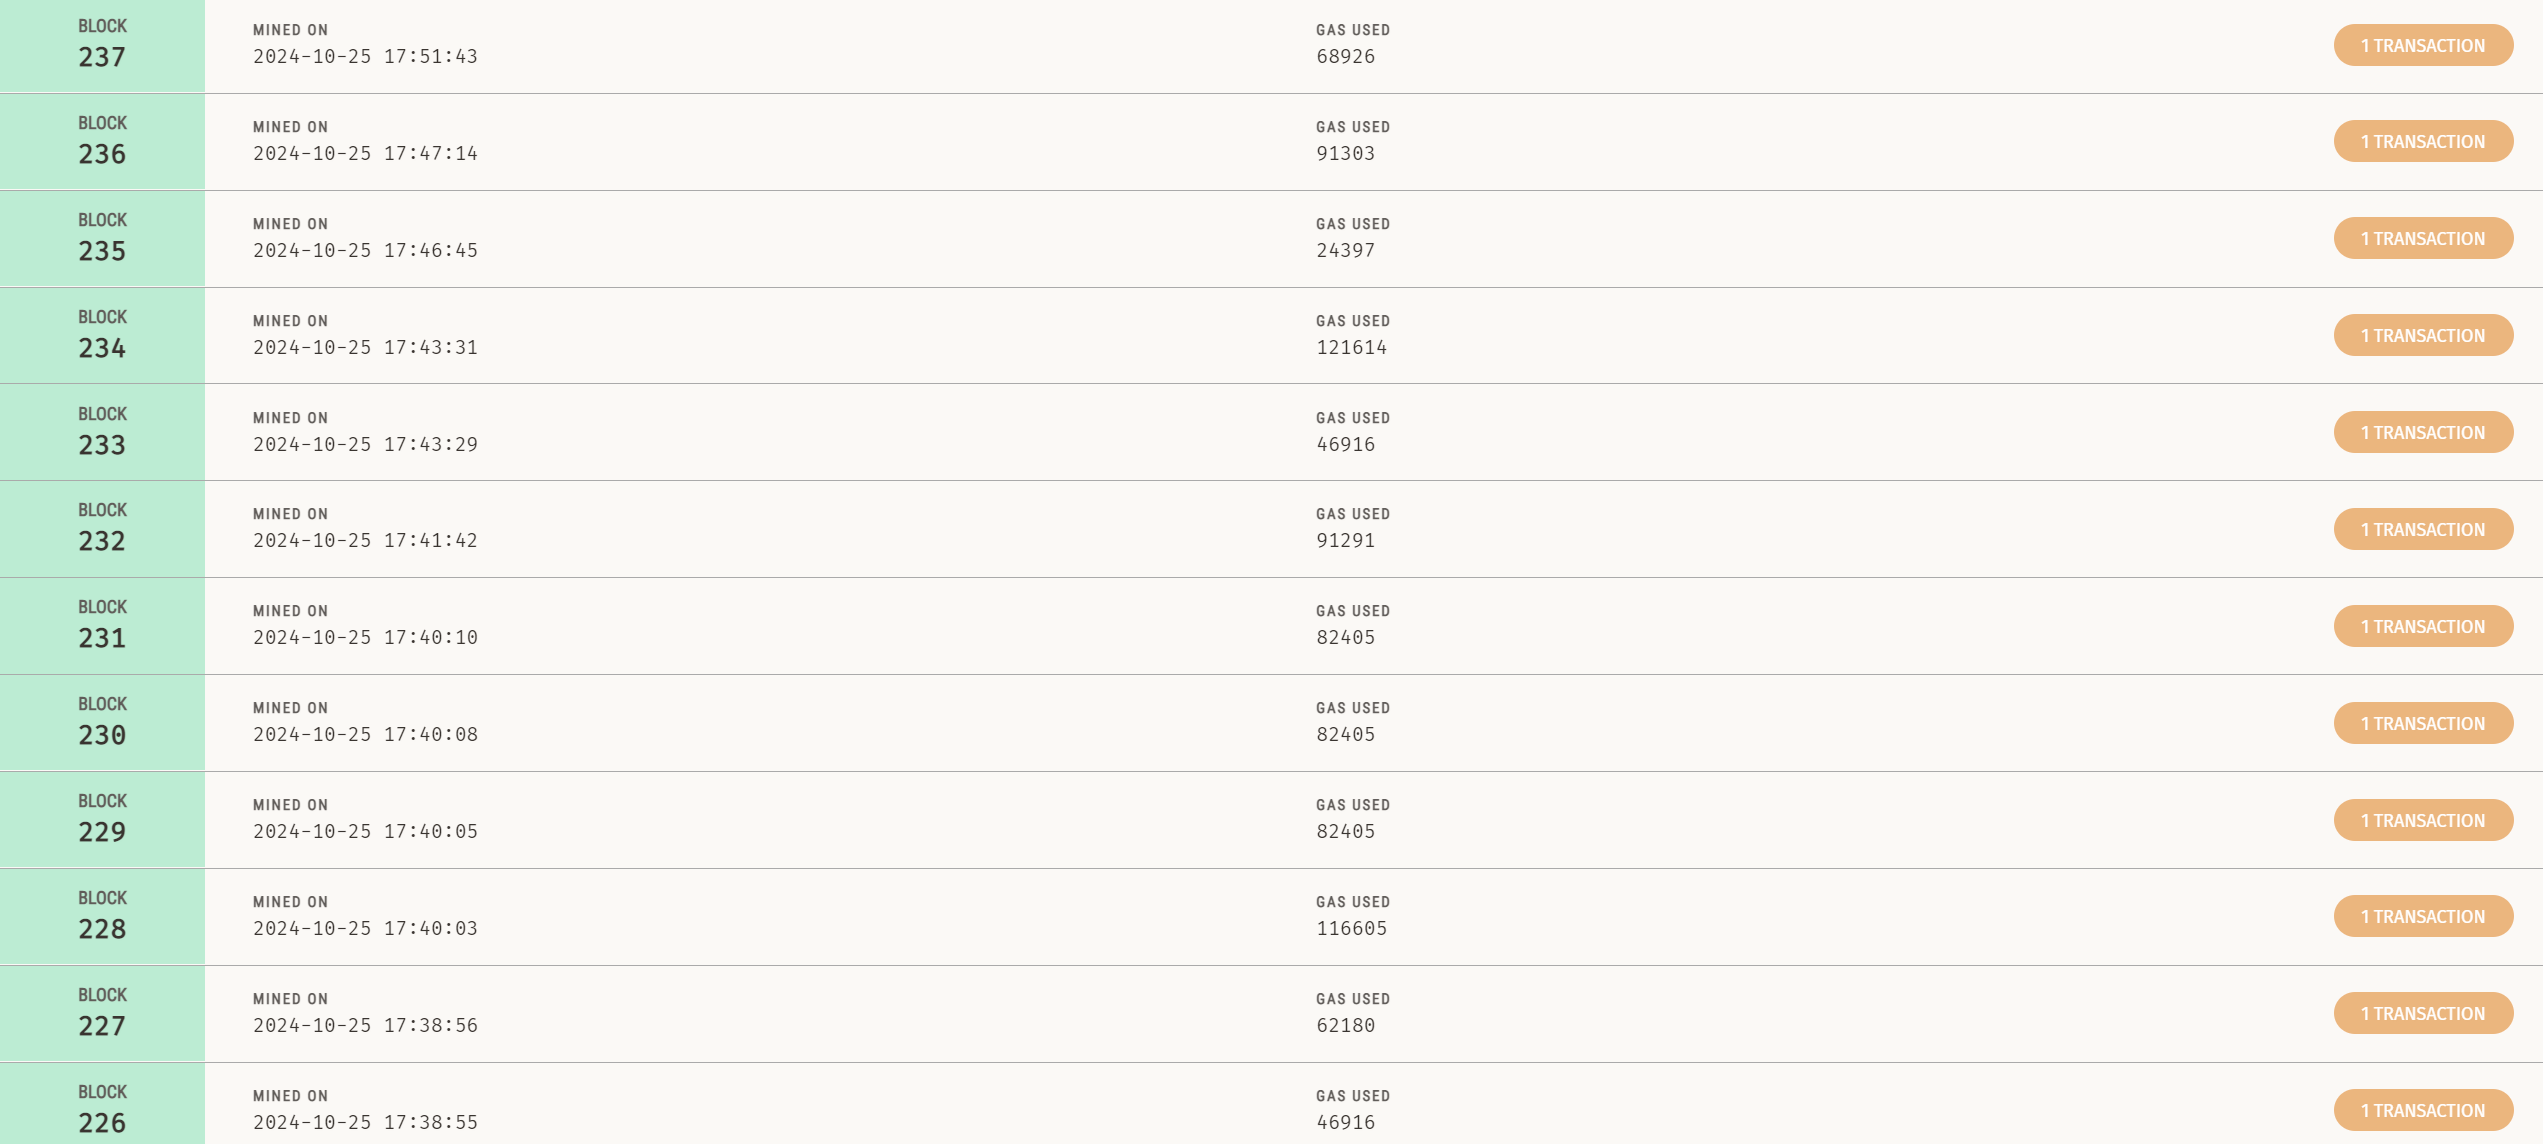 BLOCK
237
MINED ON
2024-10-25 17:51:43
GAS USED
68926
1 TRANSACTION
BLOCK
236
MINED ON
2024-10-25 17:47:14
GAS USED
91303
1 TRANSACTION
BLOCK
235
MINED ON
2024-10-25 17:46:45
GAS USED
24397
1 TRANSACTION
BLOCK
234
MINED ON
2024-10-25 17:43:31
GAS USED
121614
1 TRANSACTION
BLOCK
233
MINED ON
2024-10-25 17:43:29
GAS USED
46916
1 TRANSACTION
BLOCK
232
MINED ON
2024-10-25 17:41:42
GAS USED
91291
1 TRANSACTION
BLOCK
231
MINED ON
2024-10-25 17:40:10
GAS USED
82405
1 TRANSACTION
BLOCK
230
MINED ON
2024-10-25 17:40:08
GAS USED
82405
1 TRANSACTION
BLOCK
229
MINED ON
2024-10-25 17:40:05
GAS USED
82405
1 TRANSACTION
BLOCK
228
MINED ON
2024-10-25 17:40:03
GAS USED
116605
1 TRANSACTION
BLOCK
227
MINED ON
2024-10-25 17:38:56
GAS USED
62180
1 TRANSACTION
BLOCK
226
MINED ON
2024-10-25 17:38:55
GAS USED
46916
1 TRANSACTION